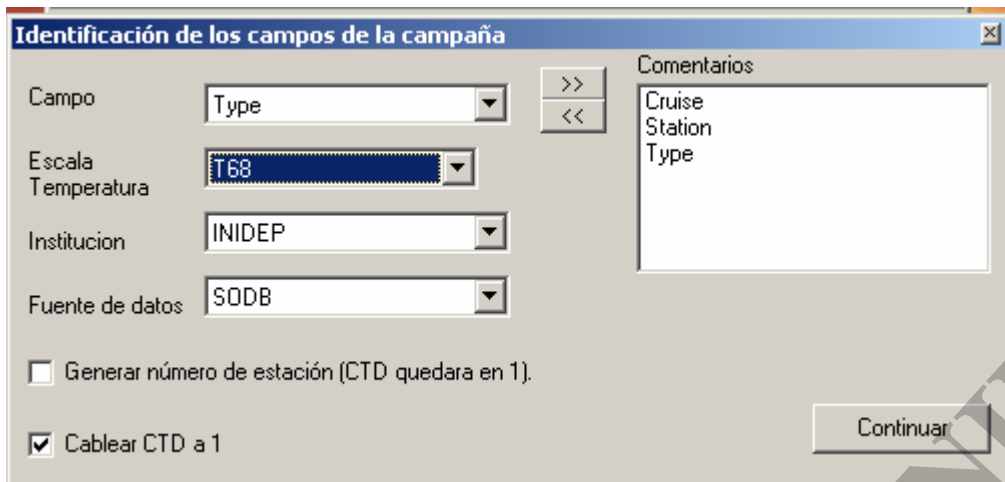 Identificación de los campos de la campaña
Campo
Type
>>
<<
Escala
Temperatura
T68
Institucion
INIDEP
Fuente de datos
SODB
Comentarios
Cruise
Station
Type
Generar número de estación (CTD quedara en 1).
Cablear CTD a 1
Continuar